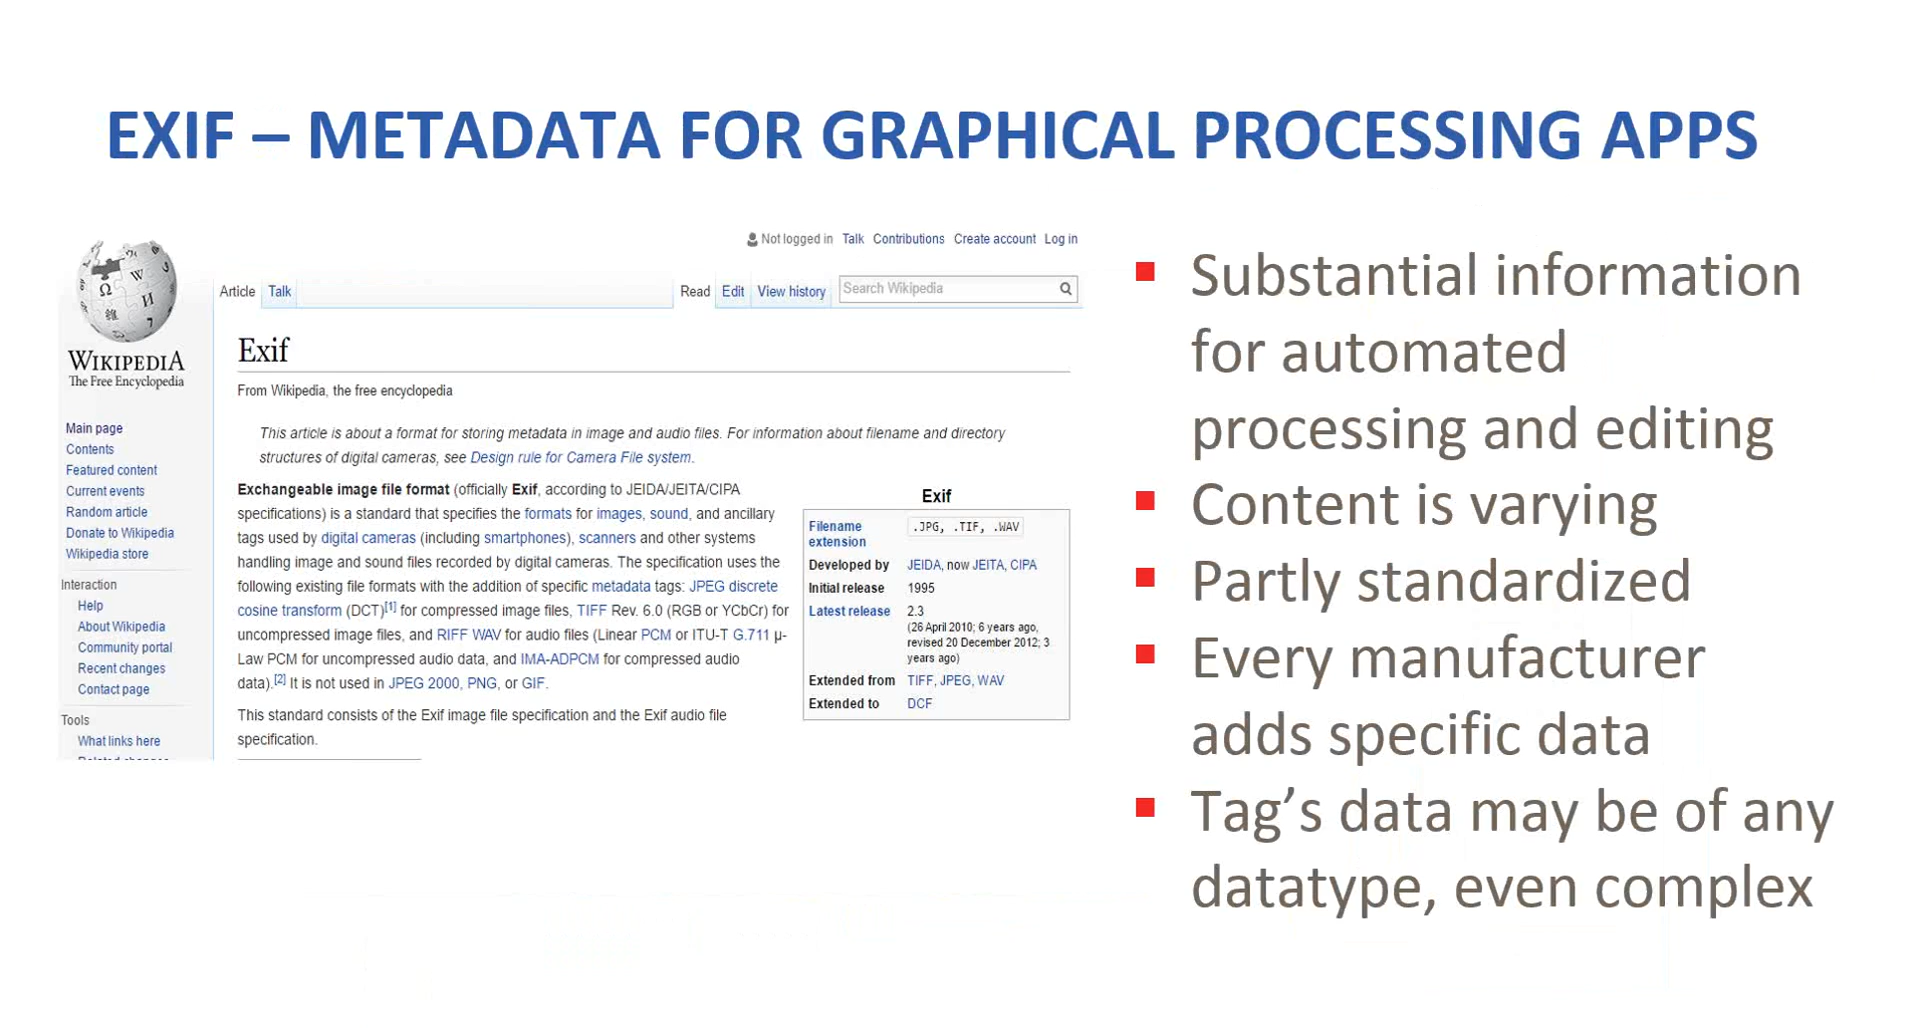 EXIF – METADATA FOR GRAPHICAL PROCESSING APPS
WIKIPEDIA
The Free Encyclopedia
Main page
Contents
Featured content
Current events
Random article
Donate to Wikipedia
Wikipedia store
Interaction
Help
About Wikipedia
Community portal
Recent changes
Contact page
Tools
What links here
Related changes
Not logged in Talk Contributions Create account Log in
Article Talk Read Edit View history Search Wikipedia
Exif
From Wikipedia, the free encyclopedia
This article is about a format for storing metadata in image and audio files. For information about filename and directory
structures of digital cameras, see Design rule for Camera File system.
Exchangeable image file format (officially Exif, according to JEIDA/JEITA/CIPA
specifications) is a standard that specifies the formats for images, sound, and ancillary
tags used by digital cameras (including smartphones), scanners and other systems
handling image and sound files recorded by digital cameras. The specification uses the
following existing file formats with the addition of specific metadata tags: JPEG discrete
cosine transform (DCT)[1] for compressed image files, TIFF Rev. 6.0 (RGB or YCbCr) for
uncompressed image files, and RIFF WAV for audio files (Linear PCM or ITU-T G.711 μ-
Law PCM for uncompressed audio data, and IMA-ADPCM for compressed audio
data).[2] It is not used in JPEG 2000, PNG, or GIF.
This standard consists of the Exif image file specification and the Exif audio file
specification.
Exif
Filename .JPG, .TIF, .WAV
extension
Developed by JEIDA, now JEITA, CIPA
Initial release 1995
Latest release 2.3
(26 April 2010; 6 years ago,
revised 20 December 2012; 3
years ago)
Extended from TIFF, JPEG, WAV
Extended to DCF
▪ Substantial information
for automated
processing and editing
▪ Content is varying
▪ Partly standardized
▪ Every manufacturer
adds specific data
▪ Tag’s data may be of any
datatype, even complex